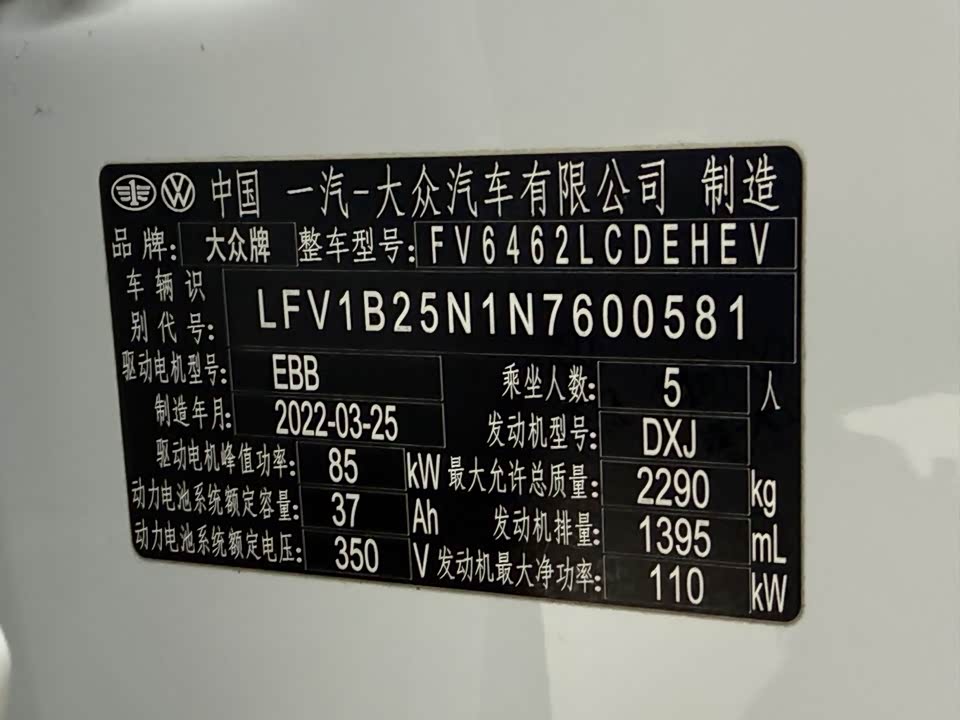 中国 一汽-大众汽车有限公司 制造
品牌: 大众牌 整车型号: FV6462LCDEHEV
车辆识别代号: LFV1B25N1N7600581
驱动电机型号: EBB 乘坐人数: 5 人
制造年月: 2022-03-25 发动机型号: DXJ
驱动电机峰值功率: 85 kW 最大允许总质量: 2290 kg
动力电池系统额定容量: 37 Ah 发动机排量: 1395 mL
动力电池系统额定电压: 350 V 发动机最大净功率: 110 kW